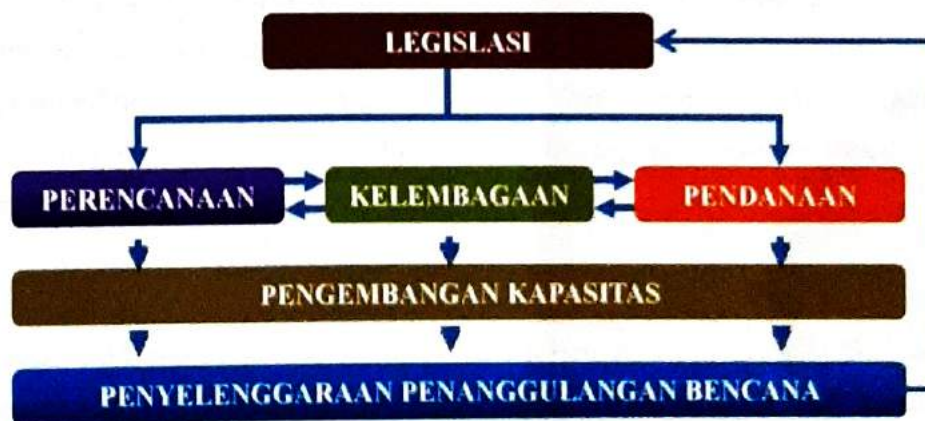 LEGISLASI
PERENCANAAN
KELEMBAGAAN
PENDANAAN
PENGEMBANGAN KAPASITAS
PENYELENGGARAAN PENANGGULANGAN BENCANA